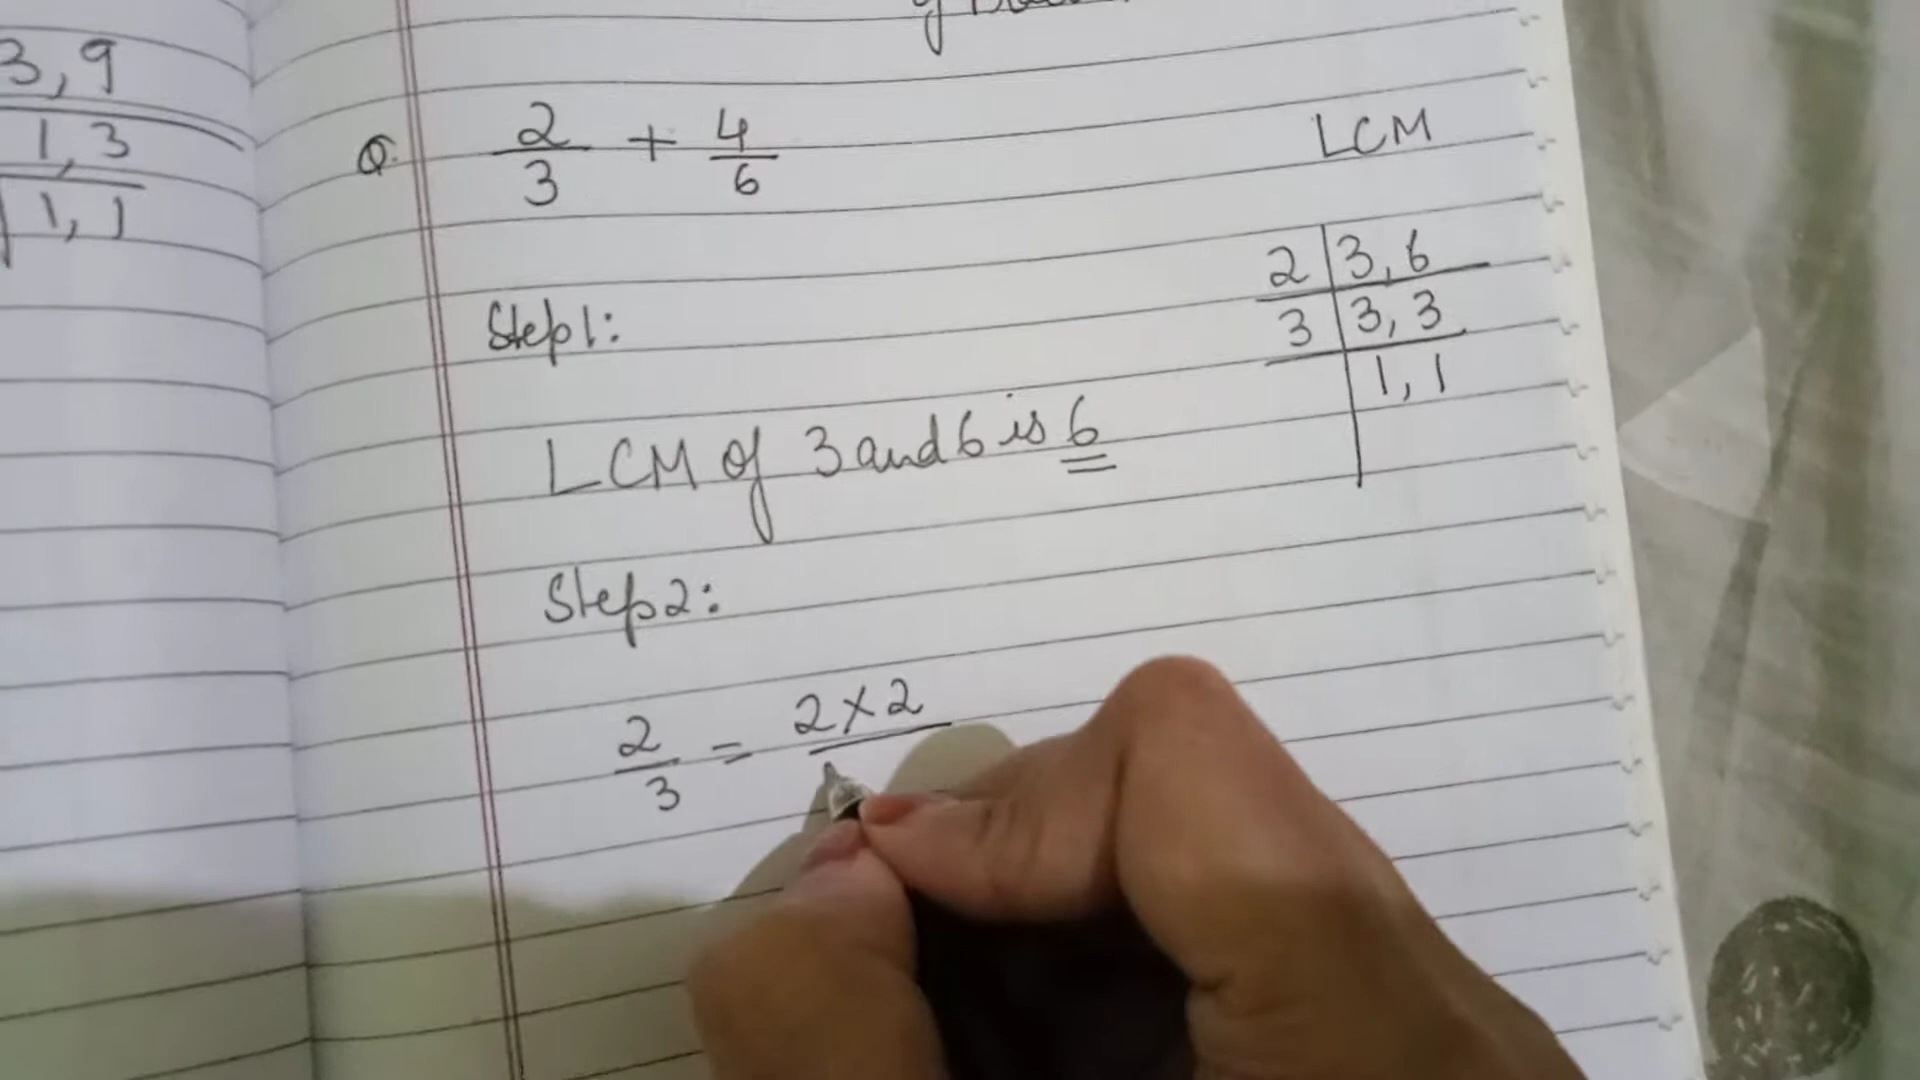 3, 9
1, 3
1, 1
Q. 2/3 + 4/6
LCM
2 | 3, 6
3 | 3, 3
1, 1
Step 1:
LCM of 3 and 6 is 6
Step 2:
2/3 = 2 × 2